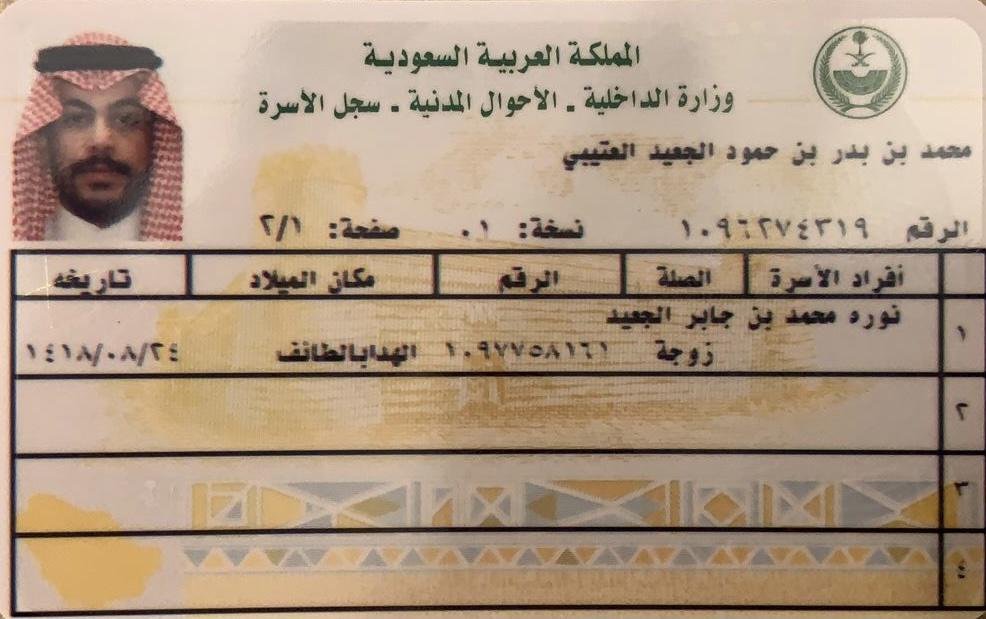 المملكة العربية السعودية
وزارة الداخلية - الأحوال المدنية - سجل الأسرة
محمد بن بدر بن حمود الجعيد العتيبي
الرقم ١٠٩٦٢٧٤٣١٩ نسخة: ٠١ صفحة: ٢/١
أفراد الأسرة الصلة الرقم مكان الميلاد تاريخه
١ نوره محمد بن جابر الجعيد
زوجة ١٠٩٧٧٥٨١٦١ الهدابالطائف ١٤١٨/٠٨/٢٤
٢
٣
٤